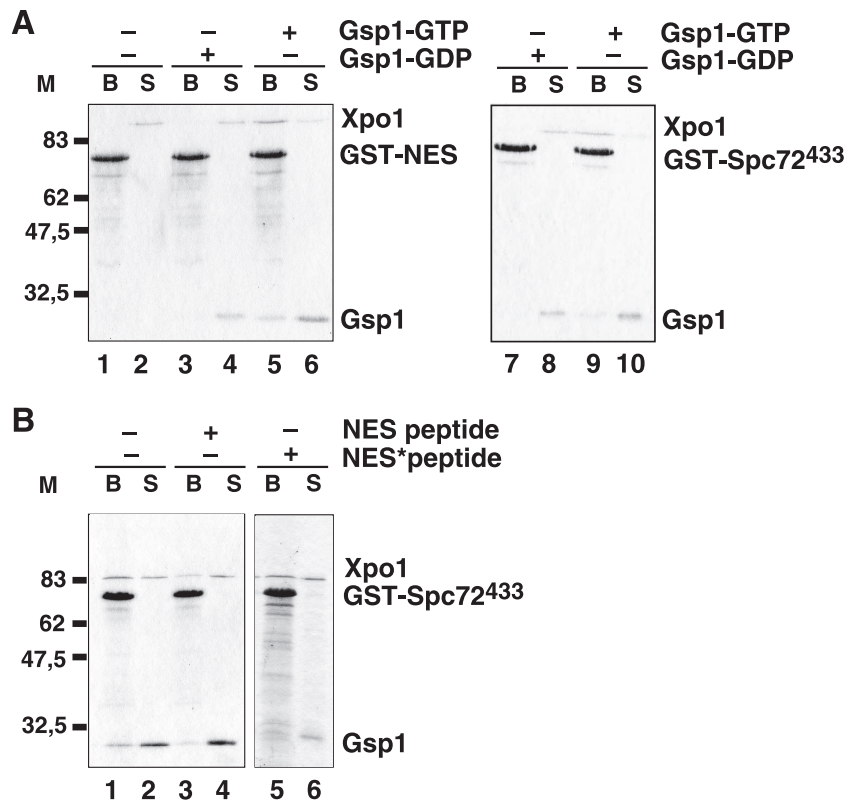 A
– – + Gsp1-GTP
– + – Gsp1-GDP
M B S B S B S
83
62
47,5
32,5
Xpo1
GST-NES
Gsp1
1 2 3 4 5 6
– + Gsp1-GTP
+ – Gsp1-GDP
B S B S
Xpo1
GST-Spc72433
Gsp1
7 8 9 10
B
– + – NES peptide
– – + NES*peptide
M B S B S B S
83
62
47,5
32,5
Xpo1
GST-Spc72433
Gsp1
1 2 3 4 5 6